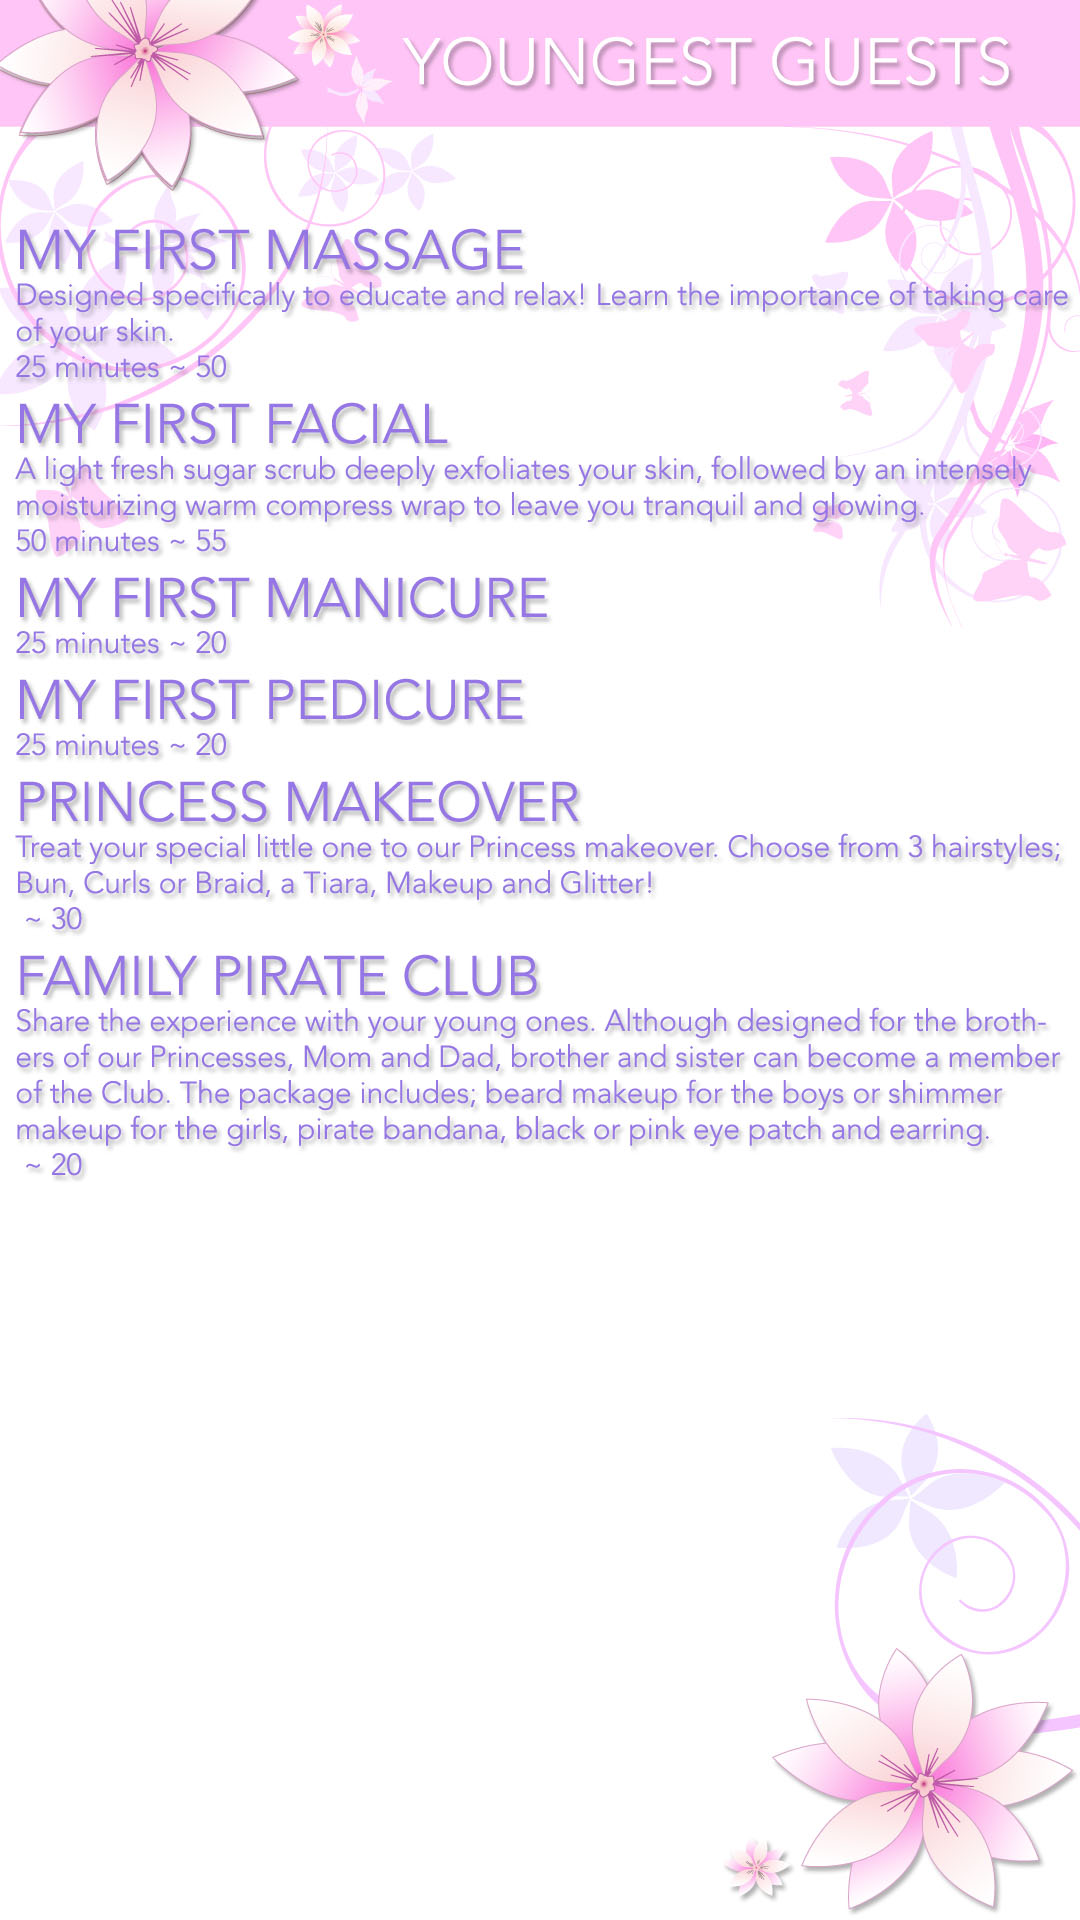 YOUNGEST GUESTS
MY FIRST MASSAGE
Designed specifically to educate and relax! Learn the importance of taking care
of your skin.
25 minutes ~ 50
MY FIRST FACIAL
A light fresh sugar scrub deeply exfoliates your skin, followed by an intensely
moisturizing warm compress wrap to leave you tranquil and glowing.
50 minutes ~ 55
MY FIRST MANICURE
25 minutes ~ 20
MY FIRST PEDICURE
25 minutes ~ 20
PRINCESS MAKEOVER
Treat your special little one to our Princess makeover. Choose from 3 hairstyles;
Bun, Curls or Braid, a Tiara, Makeup and Glitter!
~ 30
FAMILY PIRATE CLUB
Share the experience with your young ones. Although designed for the broth-
ers of our Princesses, Mom and Dad, brother and sister can become a member
of the Club. The package includes; beard makeup for the boys or shimmer
makeup for the girls, pirate bandana, black or pink eye patch and earring.
~ 20